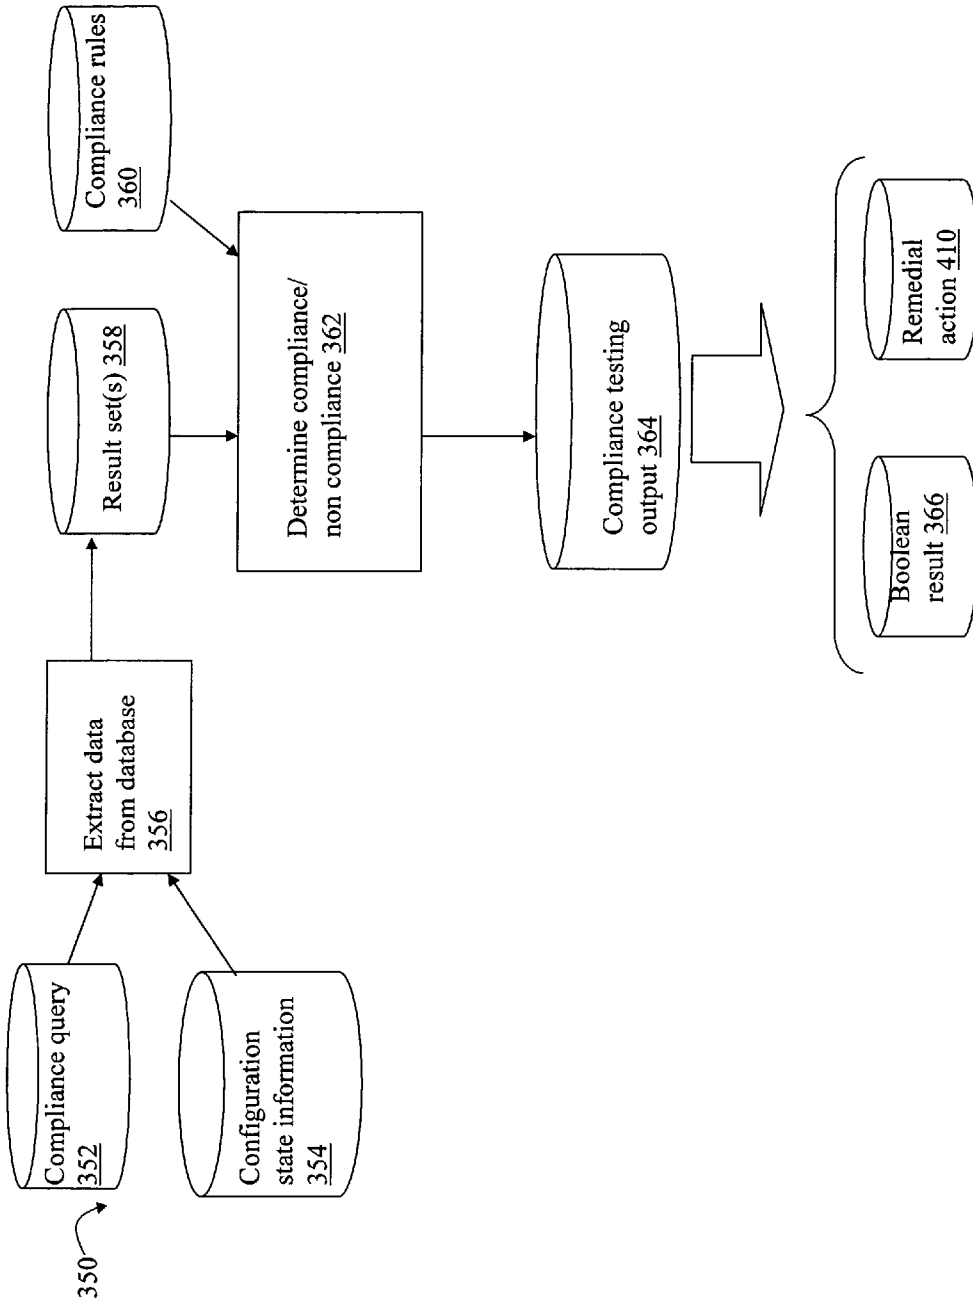 350
Compliance query
352
Configuration
state information
354
Extract data
from database
356
Result set(s) 358
Compliance rules
360
Determine compliance/
non compliance 362
Compliance testing
output 364
Boolean
result 366
Remedial
action 410